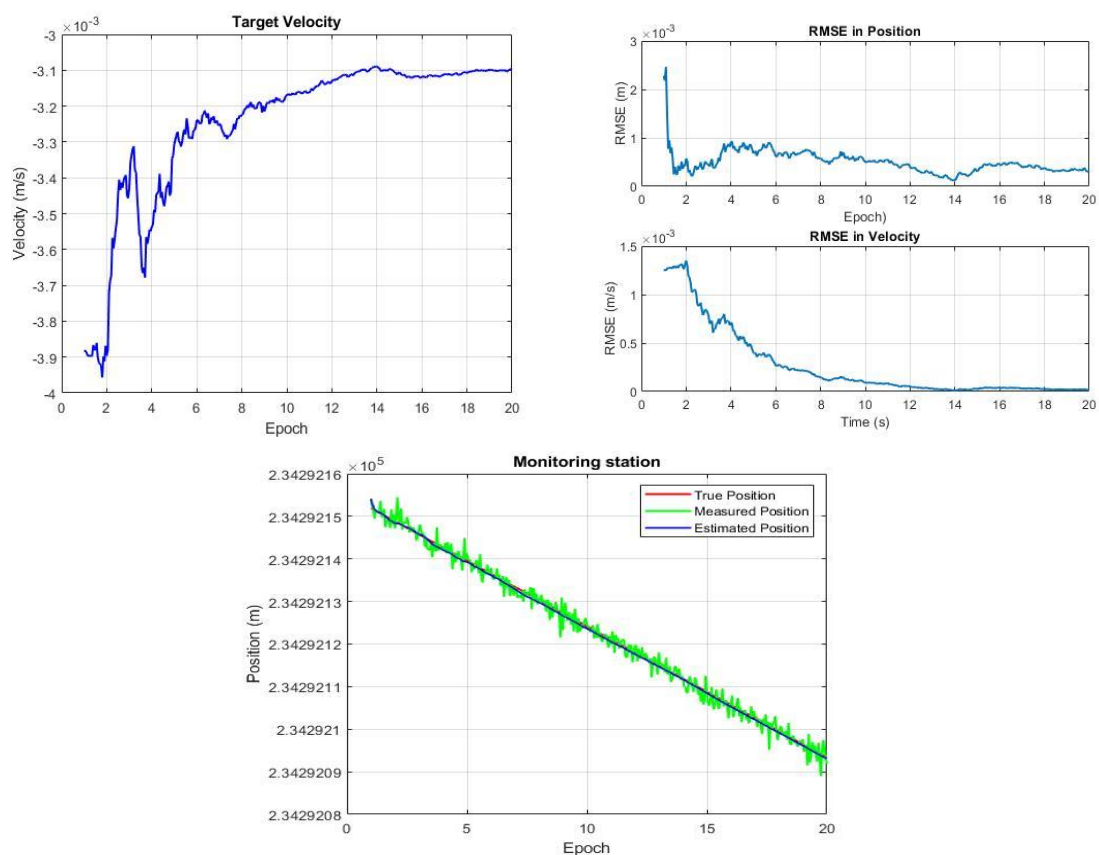 Target Velocity
×10⁻³
-3
-3.1
-3.2
-3.3
-3.4
-3.5
-3.6
-3.7
-3.8
-3.9
-4
Velocity (m/s)
0 2 4 6 8 10 12 14 16 18 20
Epoch
RMSE in Position
×10⁻³
3
2
1
0
RMSE (m)
0 2 4 6 8 10 12 14 16 18 20
Epoch)
RMSE in Velocity
×10⁻³
1.5
1
0.5
0
RMSE (m/s)
0 2 4 6 8 10 12 14 16 18 20
Time (s)
Monitoring station
×10⁵
2.3429216
2.3429215
2.3429214
2.3429213
2.3429212
2.3429211
2.342921
2.3429209
2.3429208
Position (m)
True Position
Measured Position
Estimated Position
0 5 10 15 20
Epoch